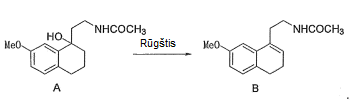 HO NHCOCH₃
MeO
Rūgštis
A
NHCOCH₃
MeO
B
.